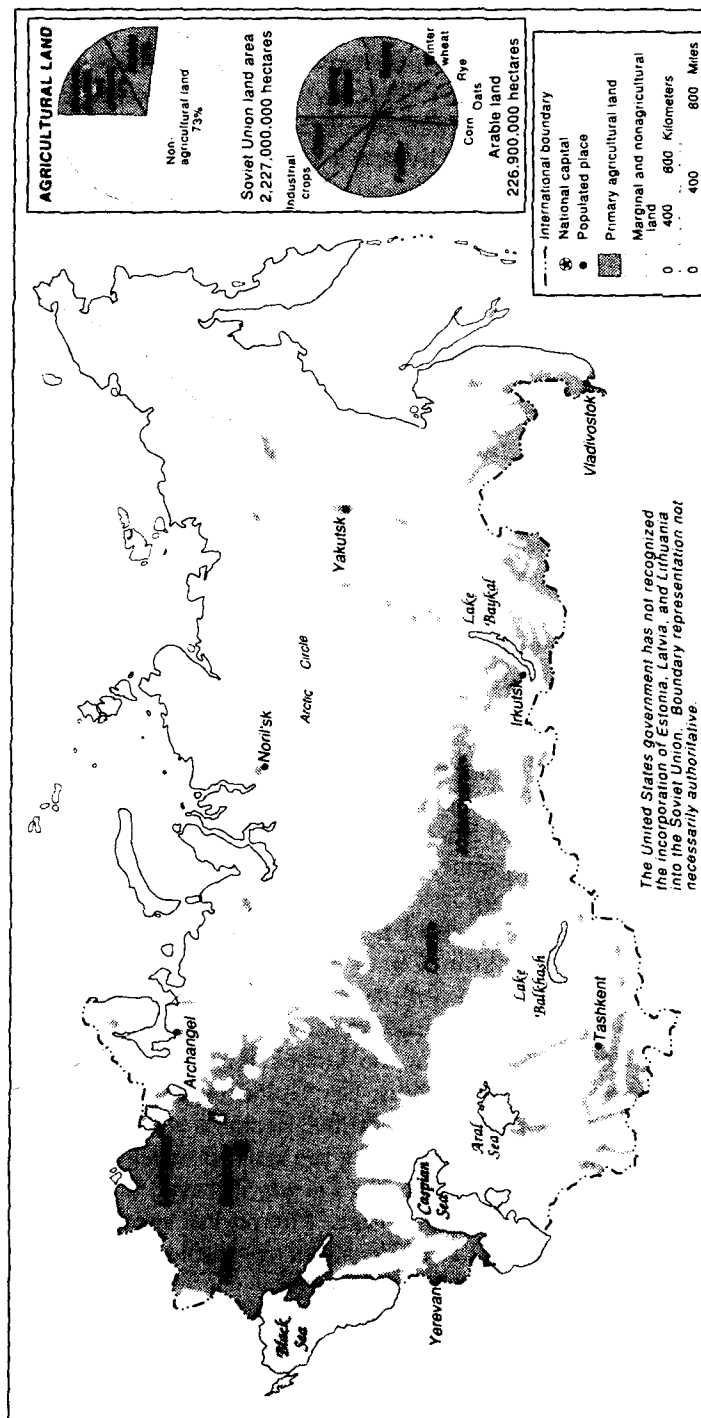 AGRICULTURAL LAND
Non-
agricultural land
73%
Soviet Union land area
2,227,000,000 hectares
Industrial
crops
Fodder
Winter
wheat
Rye
Oats
Corn
Arable land
226,900,000 hectares
International boundary
National capital
Populated place
Primary agricultural land
Marginal and nonagricultural
land
0 400 800 Kilometers
0 400 800 Miles
Archangel
Noril'sk
Arctic Circle
Yakutsk
Omsk
Lake
Baykal
Irkutsk
Vladivostok
Black
Sea
Caspian
Sea
Aral
Sea
Lake
Balkhash
Yerevan
Tashkent
The United States government has not recognized
the incorporation of Estonia, Latvia, and Lithuania
into the Soviet Union. Boundary representation not
necessarily authoritative.